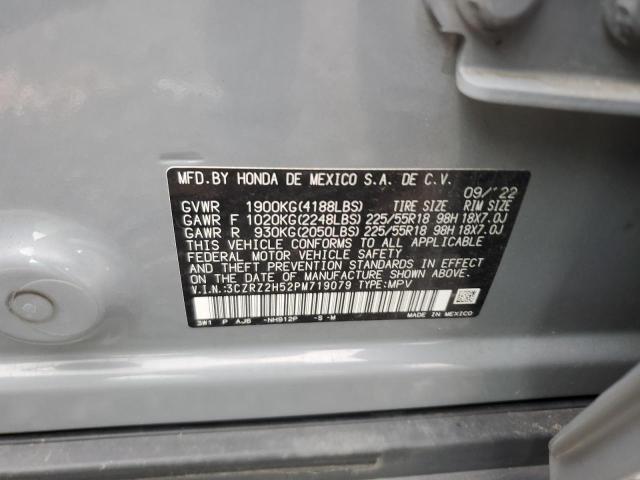 MFD.BY HONDA DE MEXICO S.A. DE C.V.
09/'22
GVWR 1900KG(4188LBS) TIRE SIZE RIM SIZE
GAWR F 1020KG(2248LBS) 225/55R18 98H 18X7.0J
GAWR R 930KG(2050LBS) 225/55R18 98H 18X7.0J
THIS VEHICLE CONFORMS TO ALL APPLICABLE
FEDERAL MOTOR VEHICLE SAFETY
AND THEFT PREVENTION STANDARDS IN EFFECT
ON THE DATE OF MANUFACTURE SHOWN ABOVE.
V.I.N.:3CZRZ2H52PM719079 TYPE:MPV
3W1 P AJB -NH912P -S-M MADE IN MEXICO